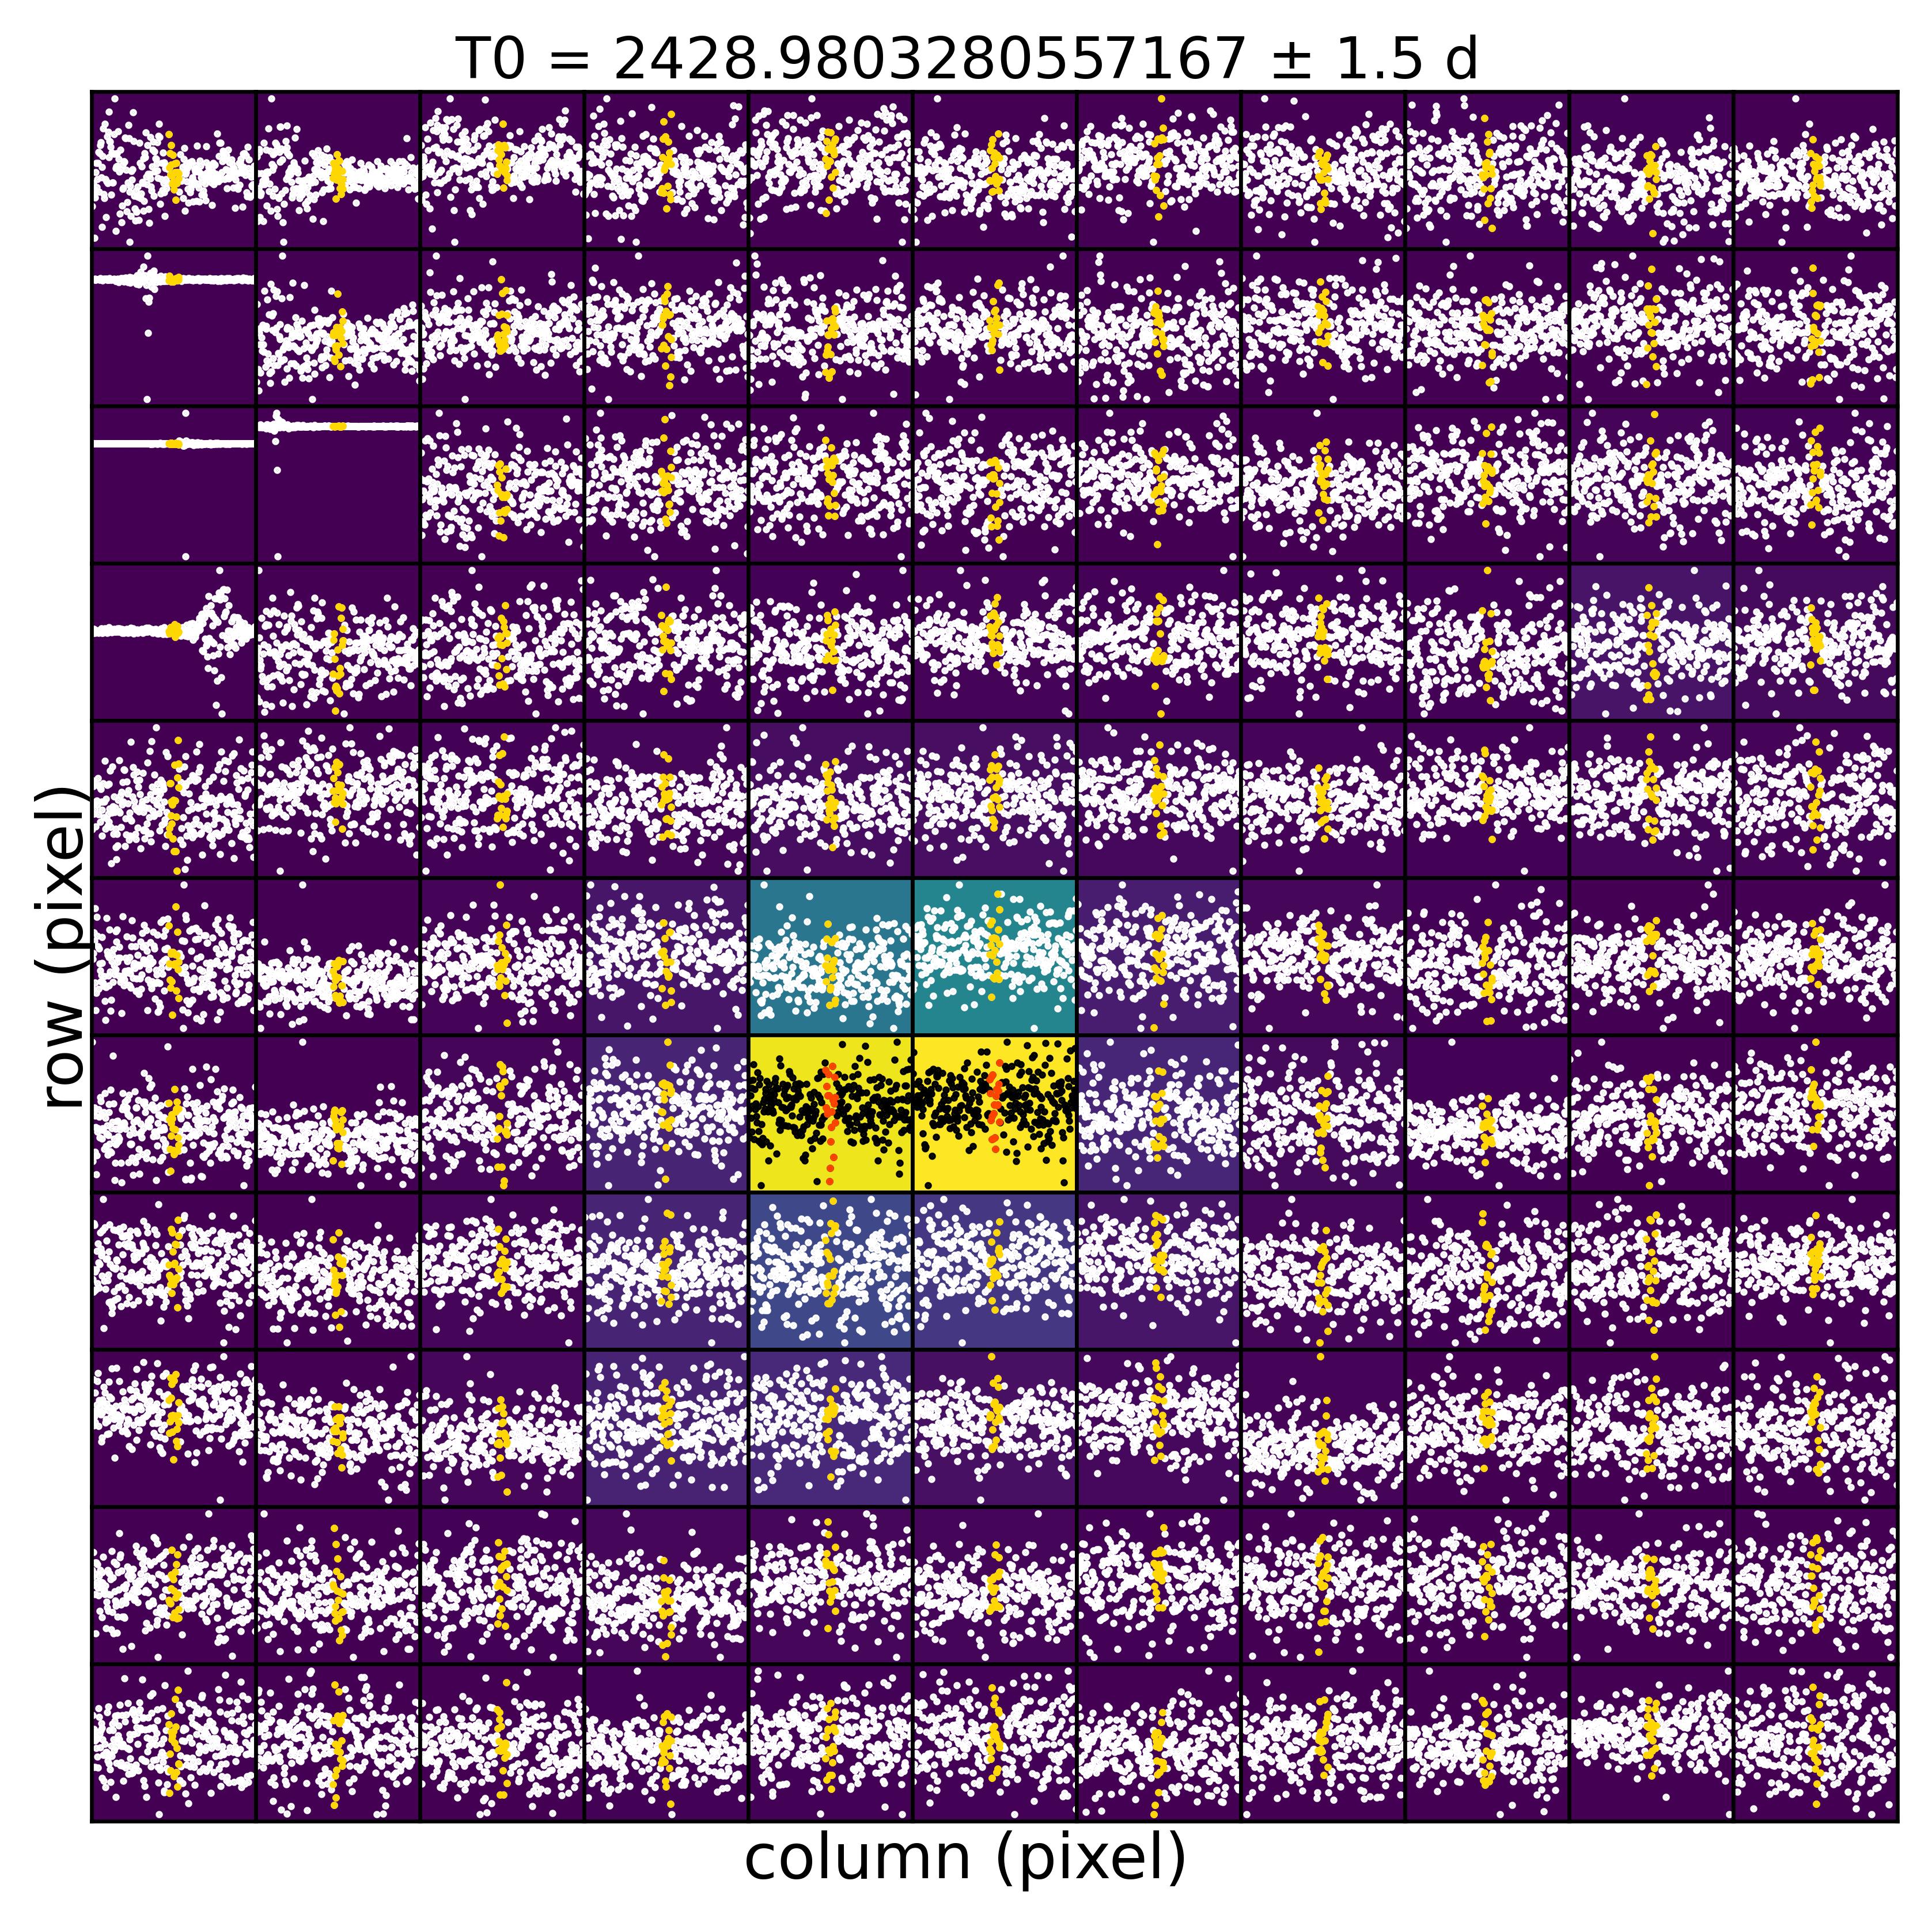 T0 = 2428.9803280557167 ± 1.5 d
row (pixel)
column (pixel)